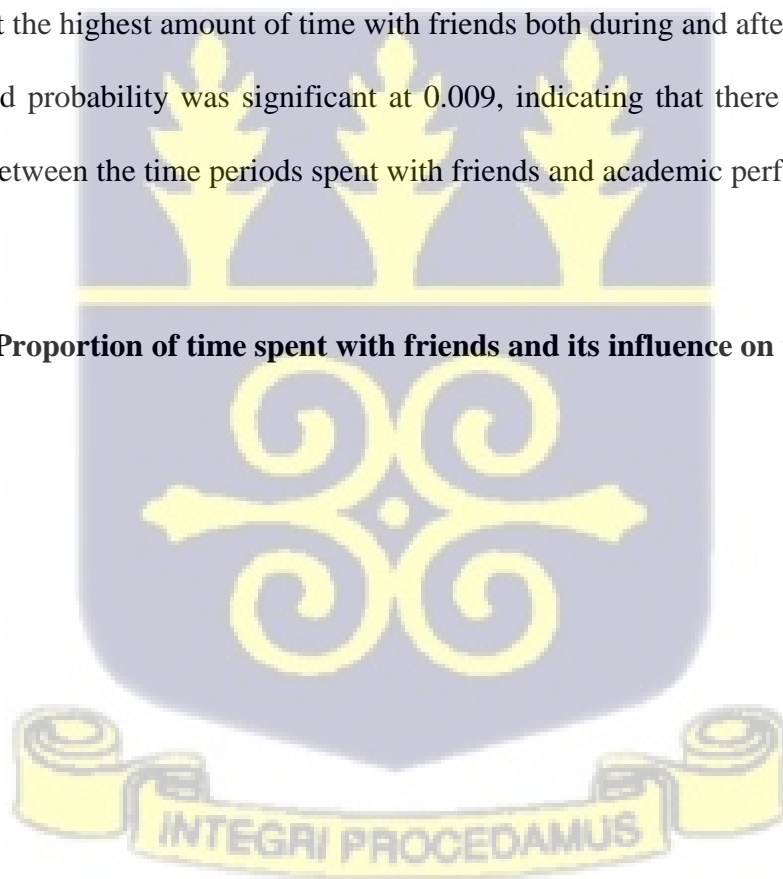 t the highest amount of time with friends both during and afte
d probability was significant at 0.009, indicating that there
etween the time periods spent with friends and academic perf
Proportion of time spent with friends and its influence on
INTEGRI PROCEDAMUS